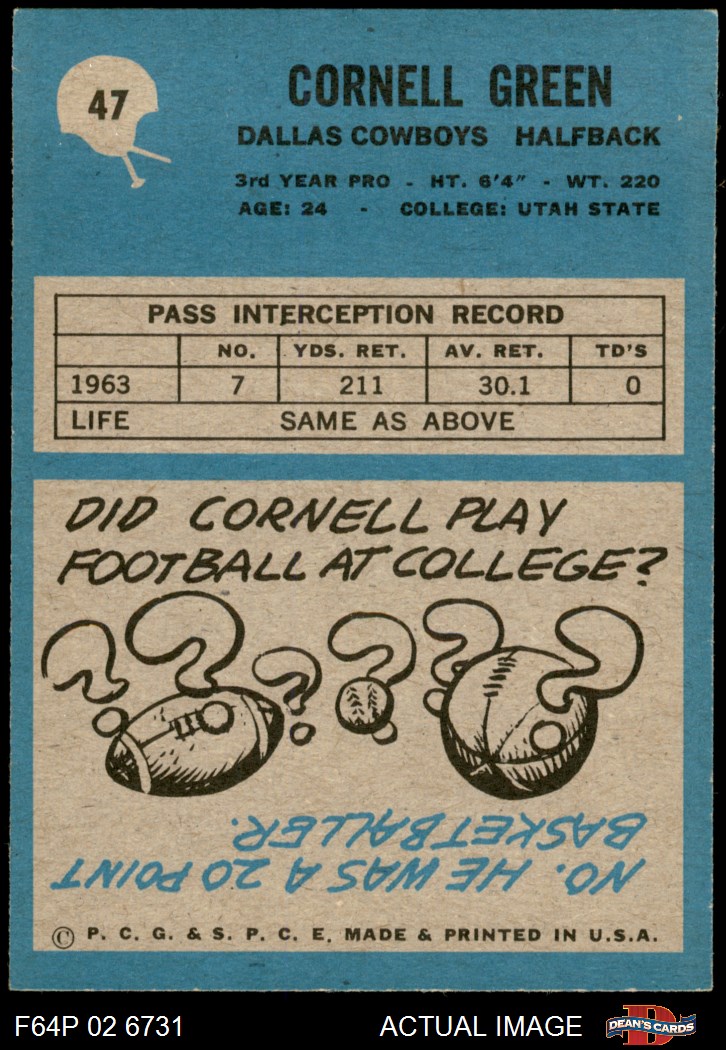 47
CORNELL GREEN
DALLAS COWBOYS HALFBACK
3rd YEAR PRO - HT. 6'4" - WT. 220
AGE: 24 - COLLEGE: UTAH STATE
PASS INTERCEPTION RECORD
NO. YDS. RET. AV. RET. TD'S
1963 7 211 30.1 0
LIFE SAME AS ABOVE
DID CORNELL PLAY
FOOTBALL AT COLLEGE?
NO. HE WAS A 20 POINT
BASKETBALLER.
© P. C. G. & S. P. C. E. MADE & PRINTED IN U.S.A.
F64P 02 6731 ACTUAL IMAGE D DEAN'S CARDS